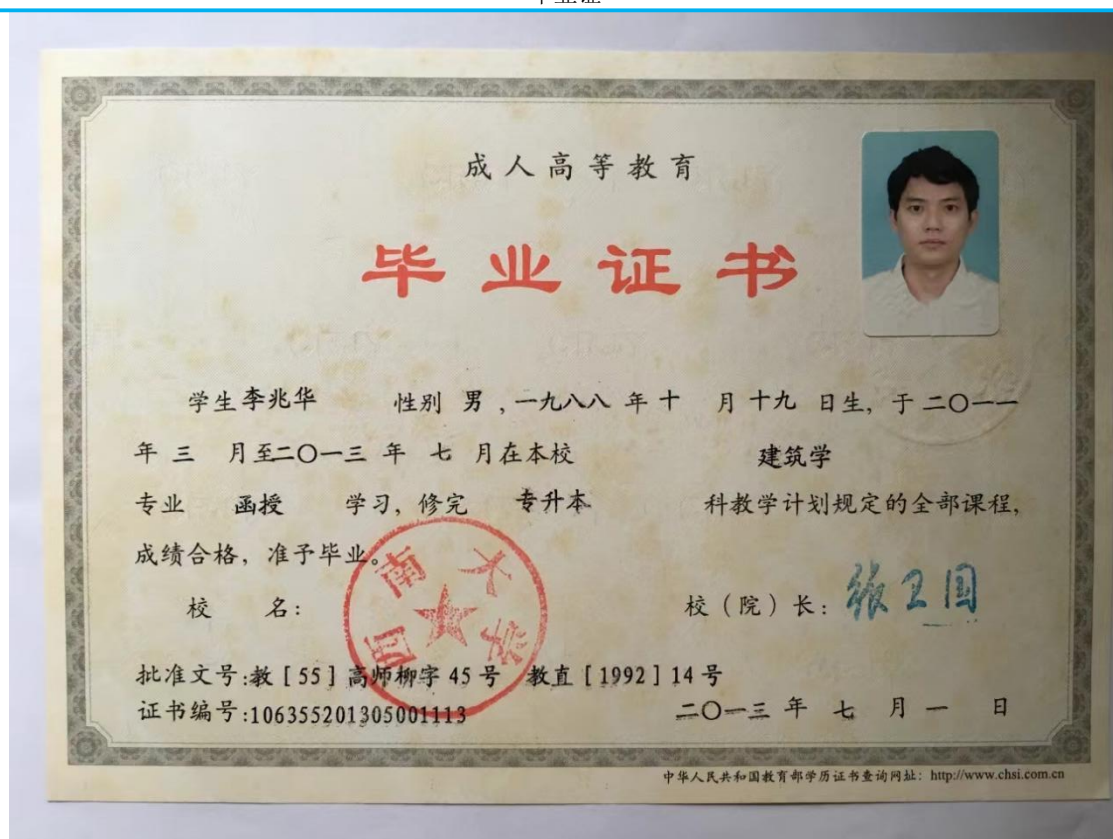 毕业证
成人高等教育
毕业证书
学生李兆华 性别 男 ,一九八八 年 十 月 十九 日生, 于 二〇一一
年 三 月至二〇一三 年 七 月在本校 建筑学
专业 函授 学习, 修完 专升本 科教学计划规定的全部课程,
成绩合格, 准予毕业。
西南大学
校 名: 校(院)长: 张卫国
批准文号:教[55]高师柳字 45 号 教直[1992]14 号
证书编号:106355201305001113 二〇一三 年 七 月 一 日
中华人民共和国教育部学历证书查询网址: http://www.chsi.com.cn